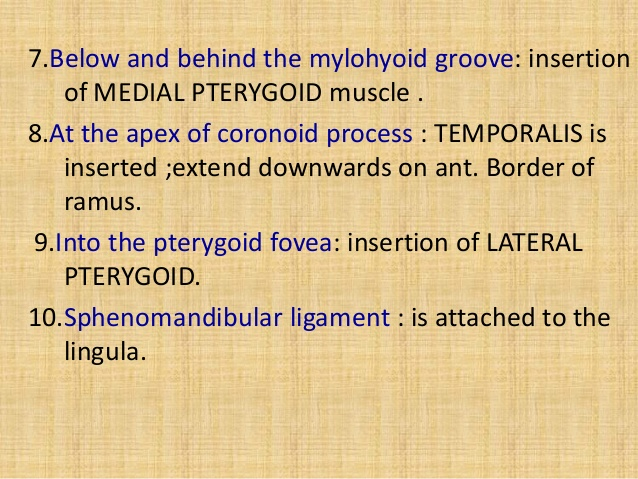 7.Below and behind the mylohyoid groove: insertion
of MEDIAL PTERYGOID muscle .
8.At the apex of coronoid process : TEMPORALIS is
inserted ;extend downwards on ant. Border of
ramus.
9.Into the pterygoid fovea: insertion of LATERAL
PTERYGOID.
10.Sphenomandibular ligament : is attached to the
lingula.